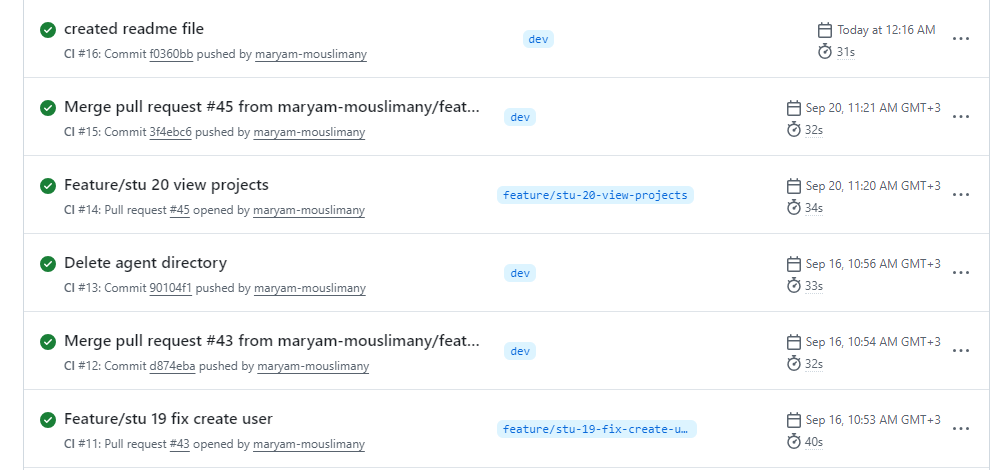 created readme file
dev
Today at 12:16 AM
CI #16: Commit f0360bb pushed by maryam-mouslimany
31s
Merge pull request #45 from maryam-mouslimany/feat...
dev
Sep 20, 11:21 AM GMT+3
CI #15: Commit 3f4ebc6 pushed by maryam-mouslimany
32s
Feature/stu 20 view projects
feature/stu-20-view-projects
Sep 20, 11:20 AM GMT+3
CI #14: Pull request #45 opened by maryam-mouslimany
34s
Delete agent directory
dev
Sep 16, 10:56 AM GMT+3
CI #13: Commit 90104f1 pushed by maryam-mouslimany
33s
Merge pull request #43 from maryam-mouslimany/feat...
dev
Sep 16, 10:54 AM GMT+3
CI #12: Commit d874eba pushed by maryam-mouslimany
32s
Feature/stu 19 fix create user
feature/stu-19-fix-create-u…
Sep 16, 10:53 AM GMT+3
CI #11: Pull request #43 opened by maryam-mouslimany
40s